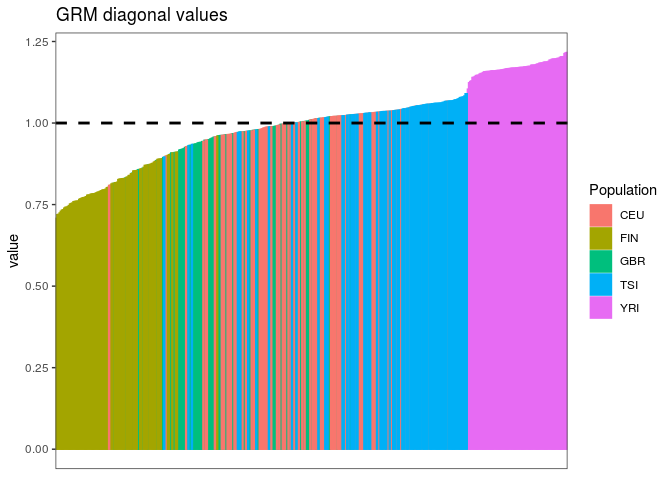 GRM diagonal values
1.25
1.00
0.75
0.50
0.25
0.00
value
Population
CEU
FIN
GBR
TSI
YRI